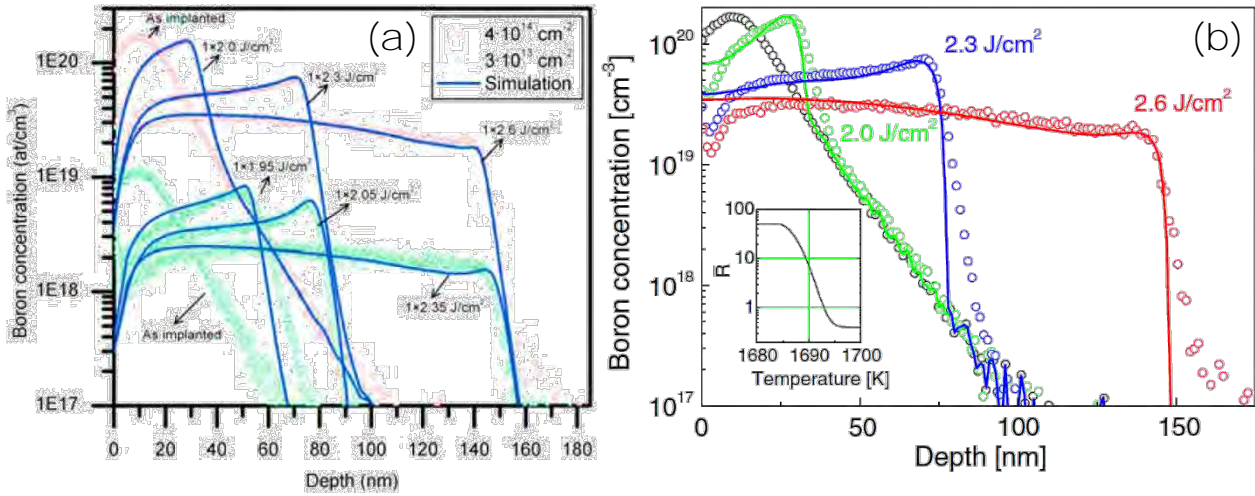 (a)
As implanted
1×2.0 J/cm²
4·10¹⁴ cm⁻²
3·10¹³ cm⁻²
Simulation
1×2.3 J/cm²
1×2.6 J/cm²
1×1.95 J/cm²
1×2.05 J/cm²
1×2.35 J/cm²
As implanted
Boron concentration (at/cm³)
1E20
1E19
1E18
1E17
0 20 40 60 80 100 120 140 160 180
Depth (nm)
(b)
2.3 J/cm²
2.6 J/cm²
2.0 J/cm²
Boron concentration [cm⁻³]
10²⁰
10¹⁹
10¹⁸
10¹⁷
0 50 100 150
Depth [nm]
100
10
1
R̅
1680 1690 1700
Temperature [K]